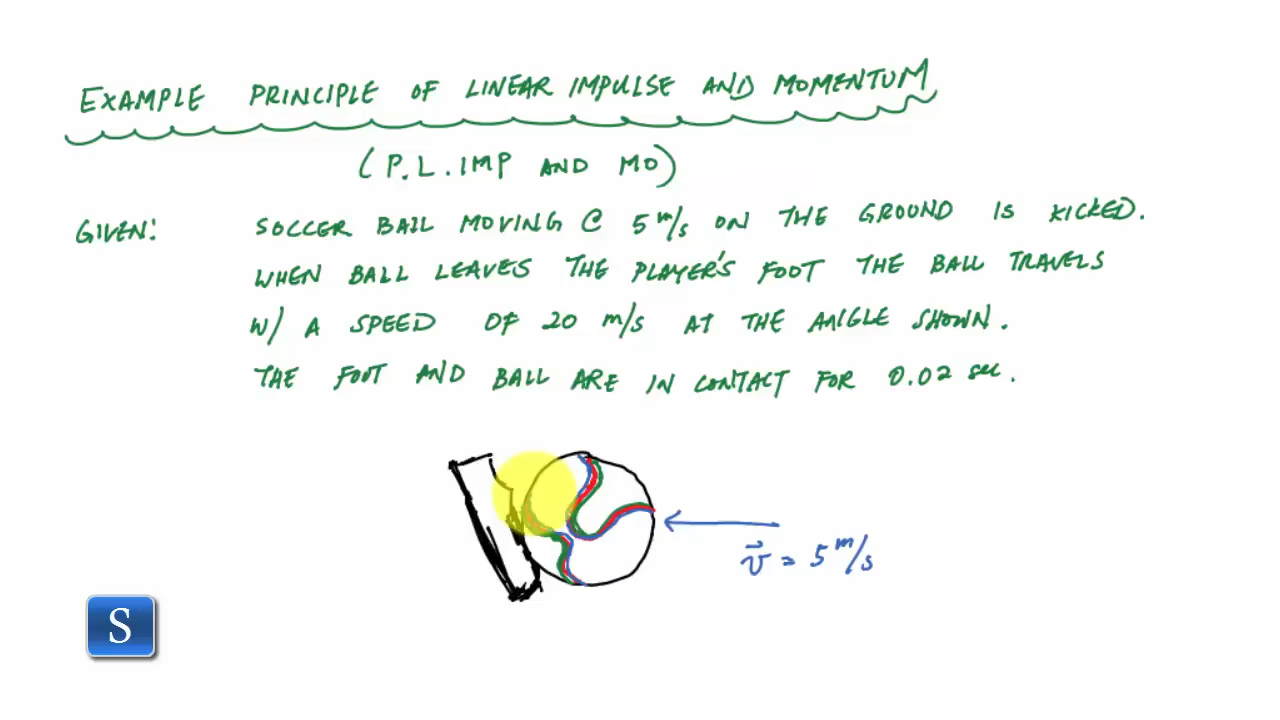 EXAMPLE PRINCIPLE OF LINEAR IMPULSE AND MOMENTUM
(P.L.IMP AND MO)
GIVEN: SOCCER BALL MOVING @ 5 m/s ON THE GROUND IS KICKED.
WHEN BALL LEAVES THE PLAYER'S FOOT THE BALL TRAVELS
W/ A SPEED OF 20 m/s AT THE ANGLE SHOWN.
THE FOOT AND BALL ARE IN CONTACT FOR 0.02 sec.
v⃗ = 5 m/s
S